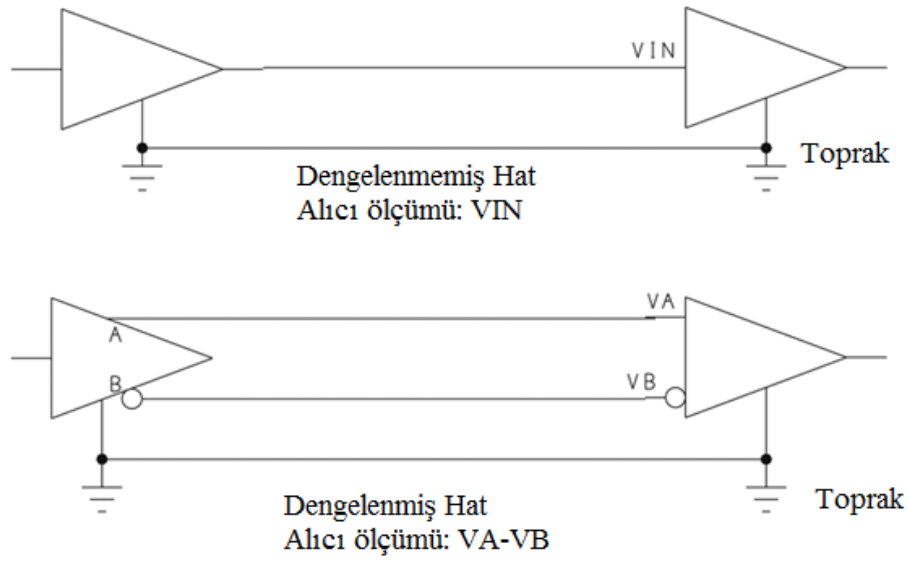 VIN
Toprak
Dengelenmemiş Hat
Alıcı ölçümü: VIN
VA
A
B
VB
Toprak
Dengelenmiş Hat
Alıcı ölçümü: VA-VB